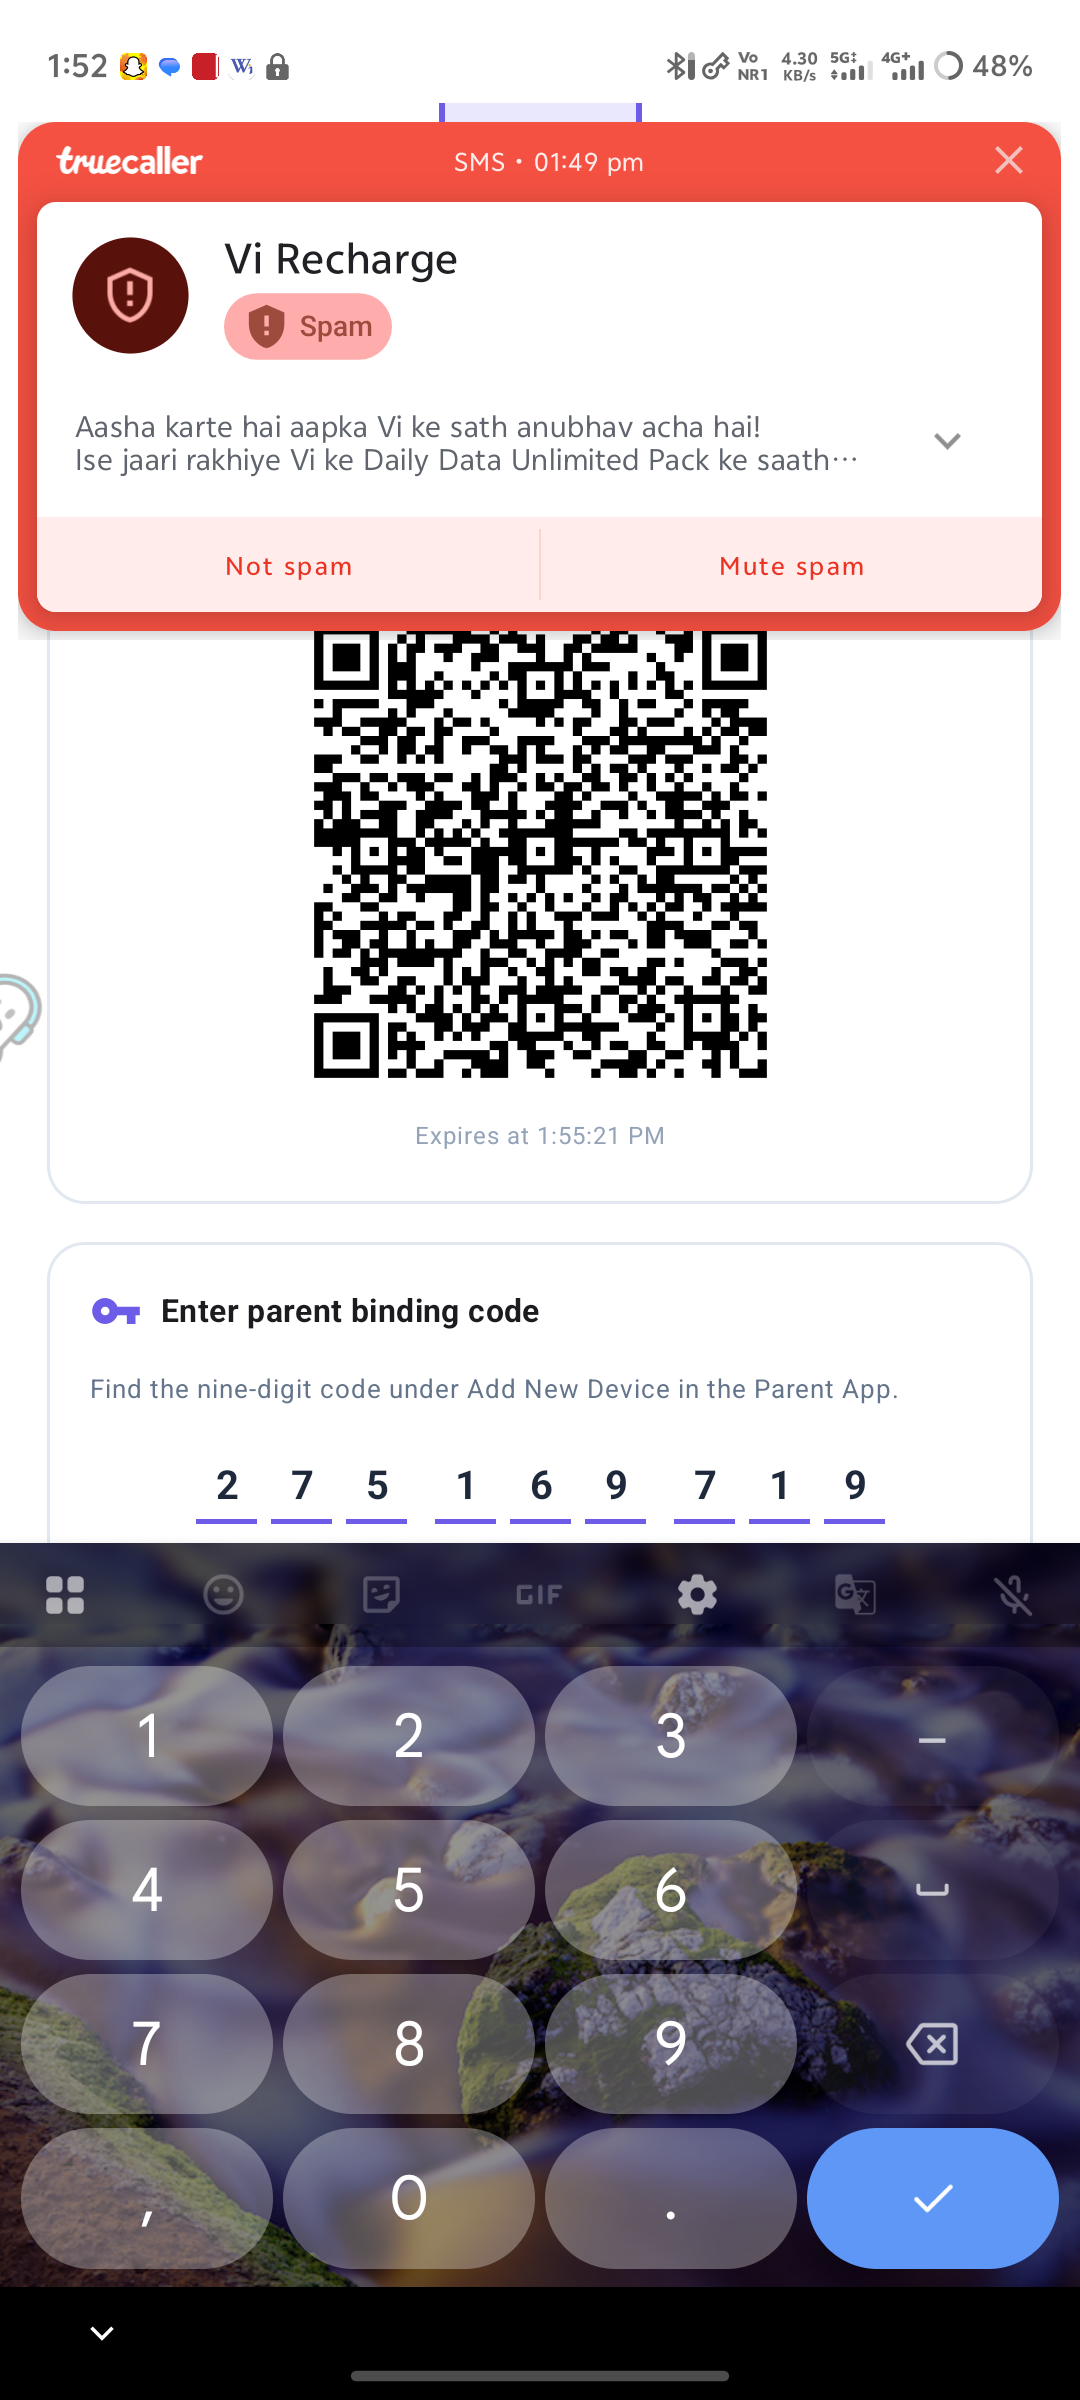 1:52
Vo NR1
4.30 KB/s
5G
4G+
48%
truecaller
SMS • 01:49 pm
Vi Recharge
Spam
Aasha karte hai aapka Vi ke sath anubhav acha hai!
Ise jaari rakhiye Vi ke Daily Data Unlimited Pack ke saath...
Not spam
Mute spam
Expires at 1:55:21 PM
Enter parent binding code
Find the nine-digit code under Add New Device in the Parent App.
2 7 5 1 6 9 7 1 9
GIF
1 2 3 –
4 5 6
7 8 9
, 0 .